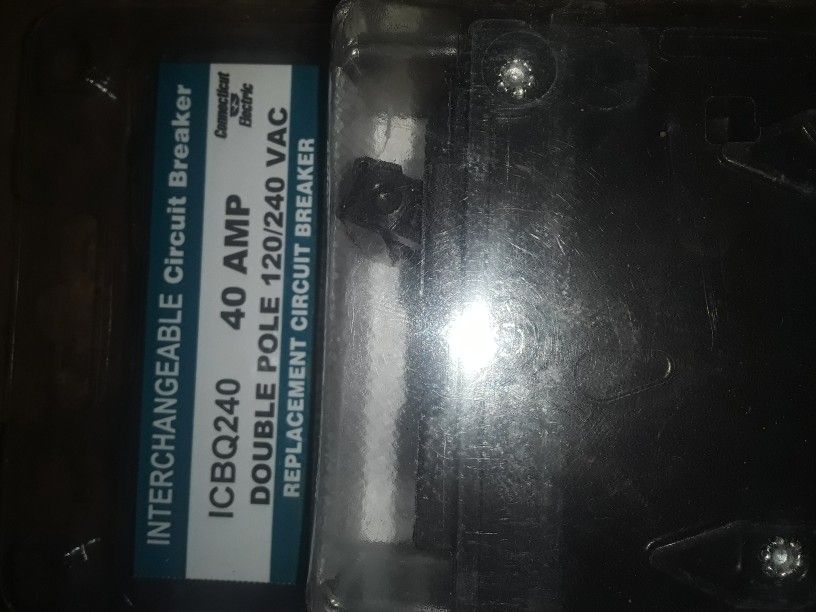 INTERCHANGEABLE Circuit Breaker
ICBQ240 40 AMP
Connecticut
Electric
DOUBLE POLE 120/240 VAC
REPLACEMENT CIRCUIT BREAKER